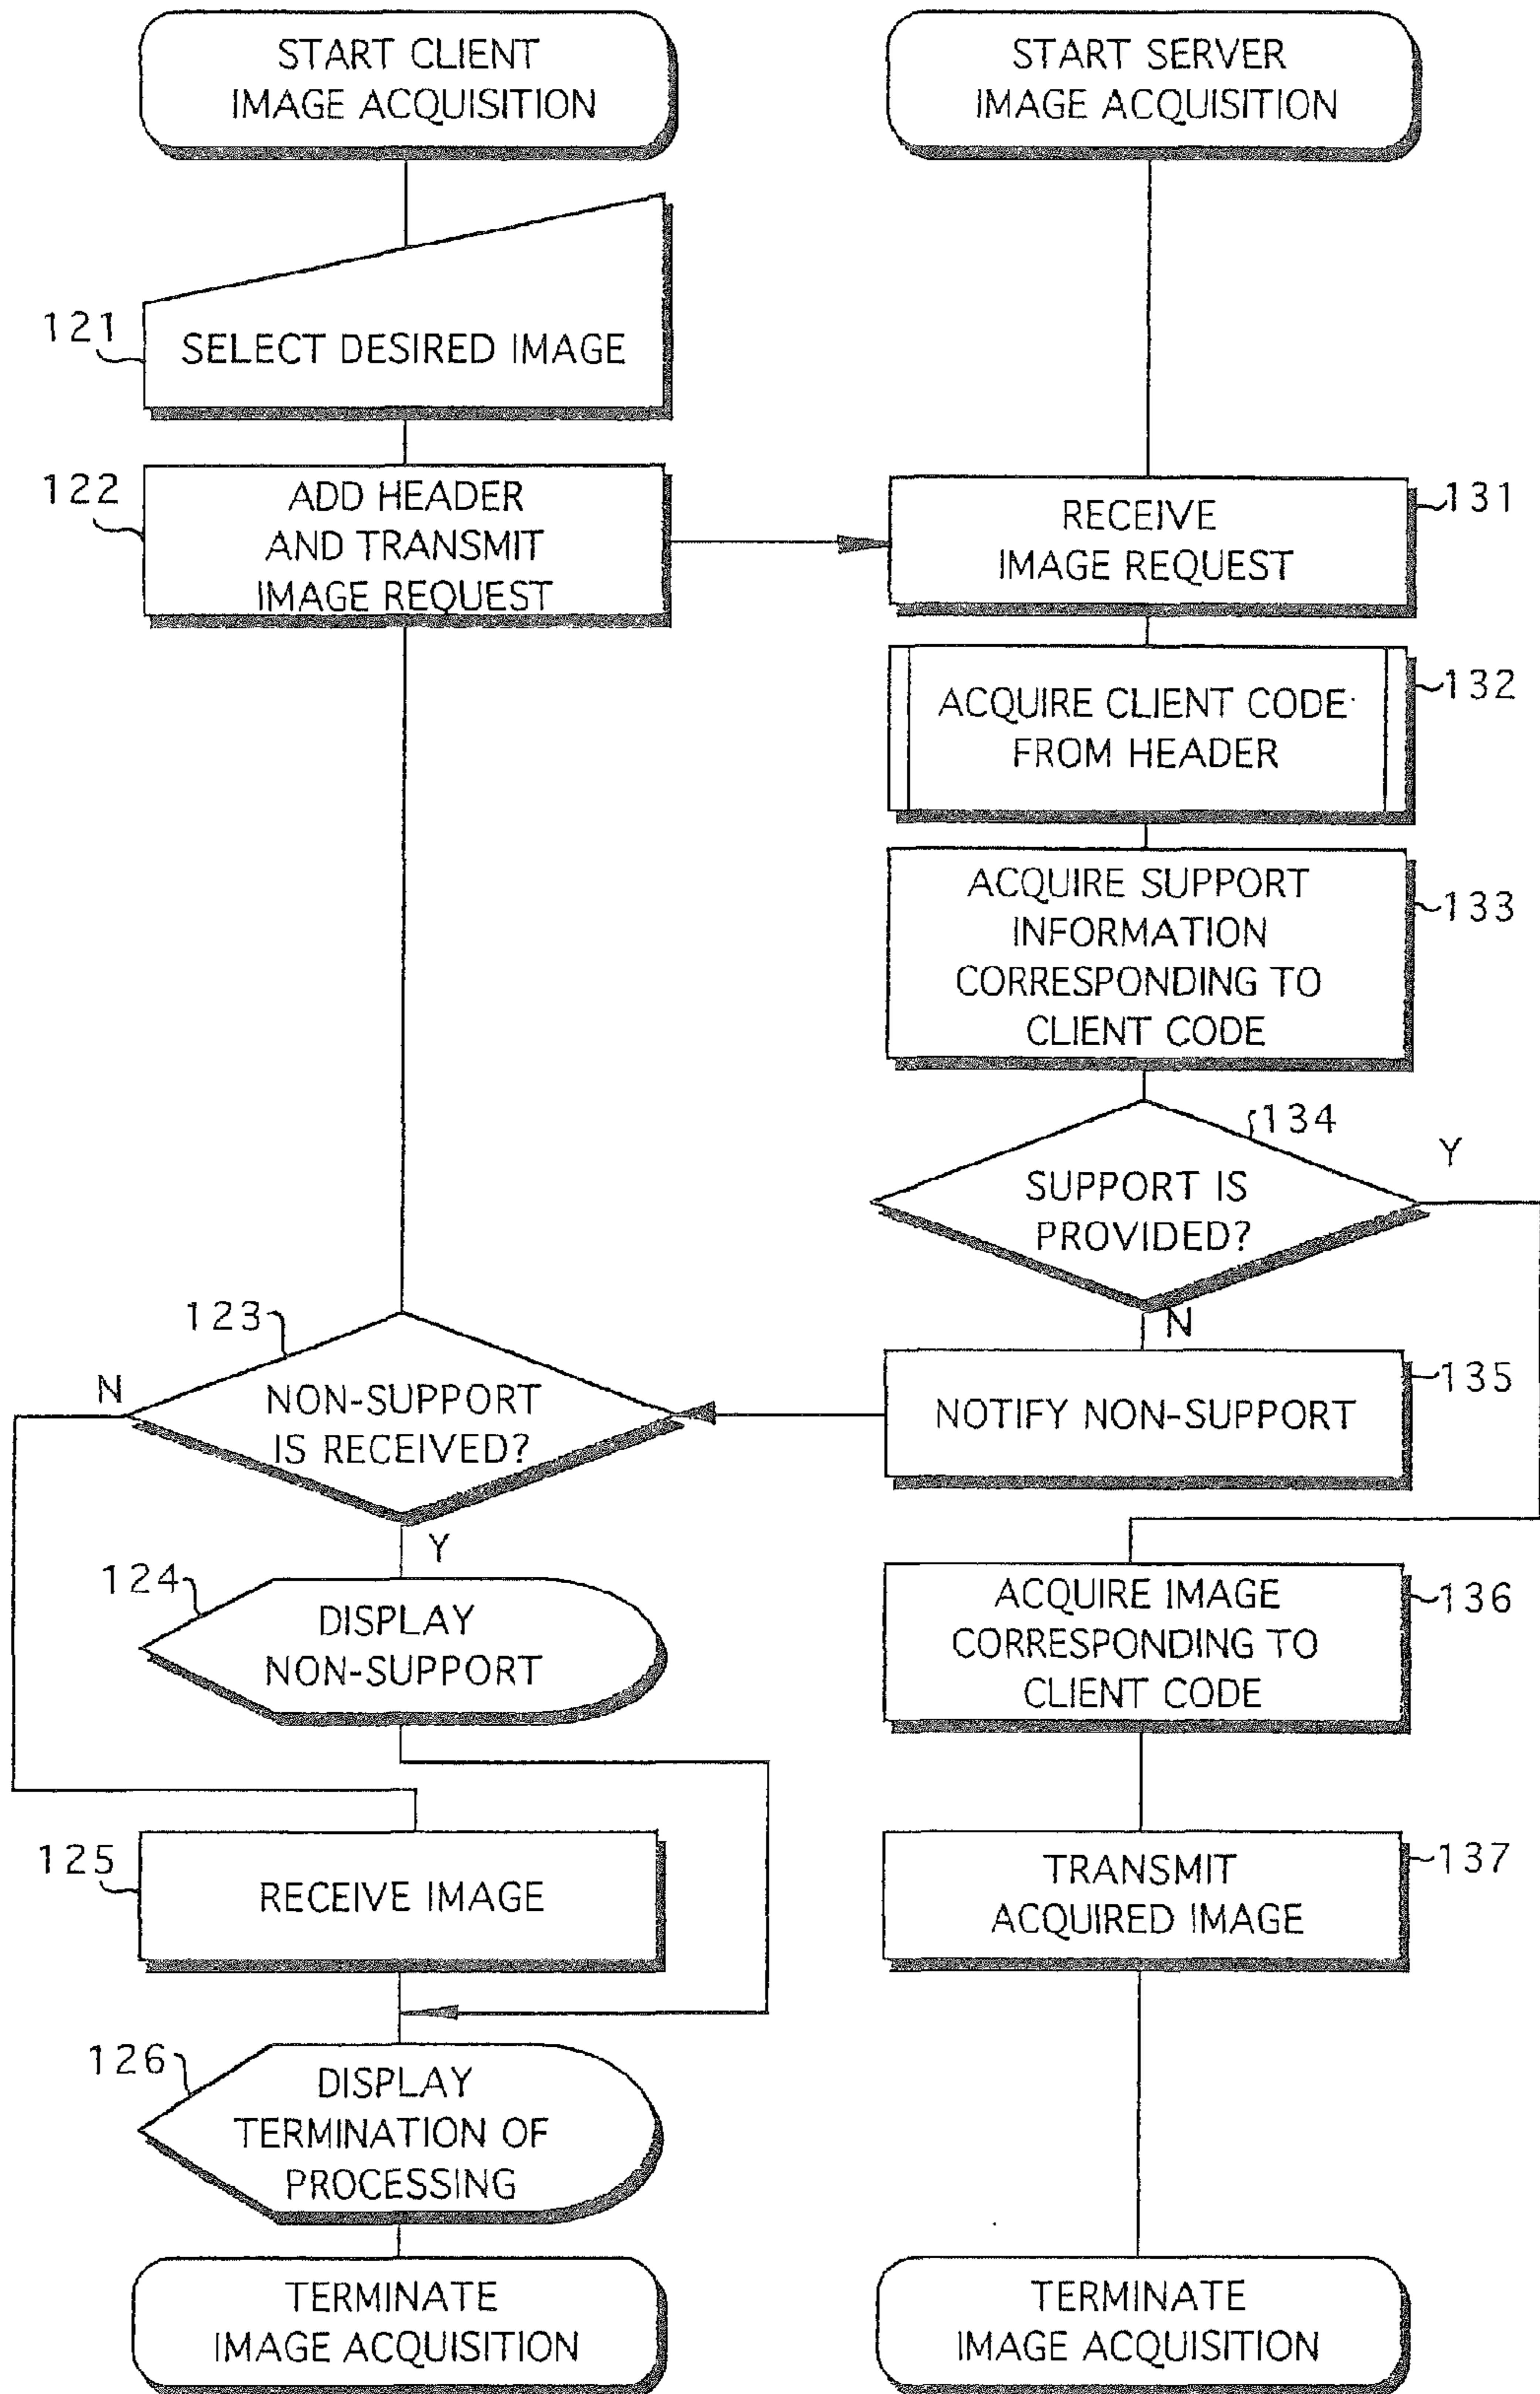 START CLIENT
IMAGE ACQUISITION
121
SELECT DESIRED IMAGE
122
ADD HEADER
AND TRANSMIT
IMAGE REQUEST
123
N
NON-SUPPORT
IS RECEIVED?
Y
124
DISPLAY
NON-SUPPORT
125
RECEIVE IMAGE
126
DISPLAY
TERMINATION OF
PROCESSING
TERMINATE
IMAGE ACQUISITION
START SERVER
IMAGE ACQUISITION
131
RECEIVE
IMAGE REQUEST
132
ACQUIRE CLIENT CODE
FROM HEADER
133
ACQUIRE SUPPORT
INFORMATION
CORRESPONDING TO
CLIENT CODE
134
Y
SUPPORT IS
PROVIDED?
N
135
NOTIFY NON-SUPPORT
136
ACQUIRE IMAGE
CORRESPONDING TO
CLIENT CODE
137
TRANSMIT
ACQUIRED IMAGE
TERMINATE
IMAGE ACQUISITION